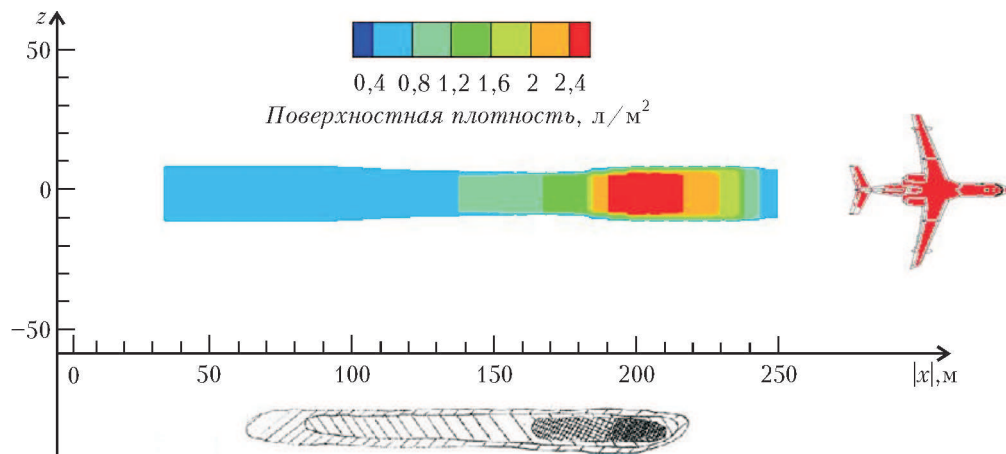 z
50
0,4 0,8 1,2 1,6 2 2,4
Поверхностная плотность, л/м²
0
−50
0 50 100 150 200 250 |x|, м